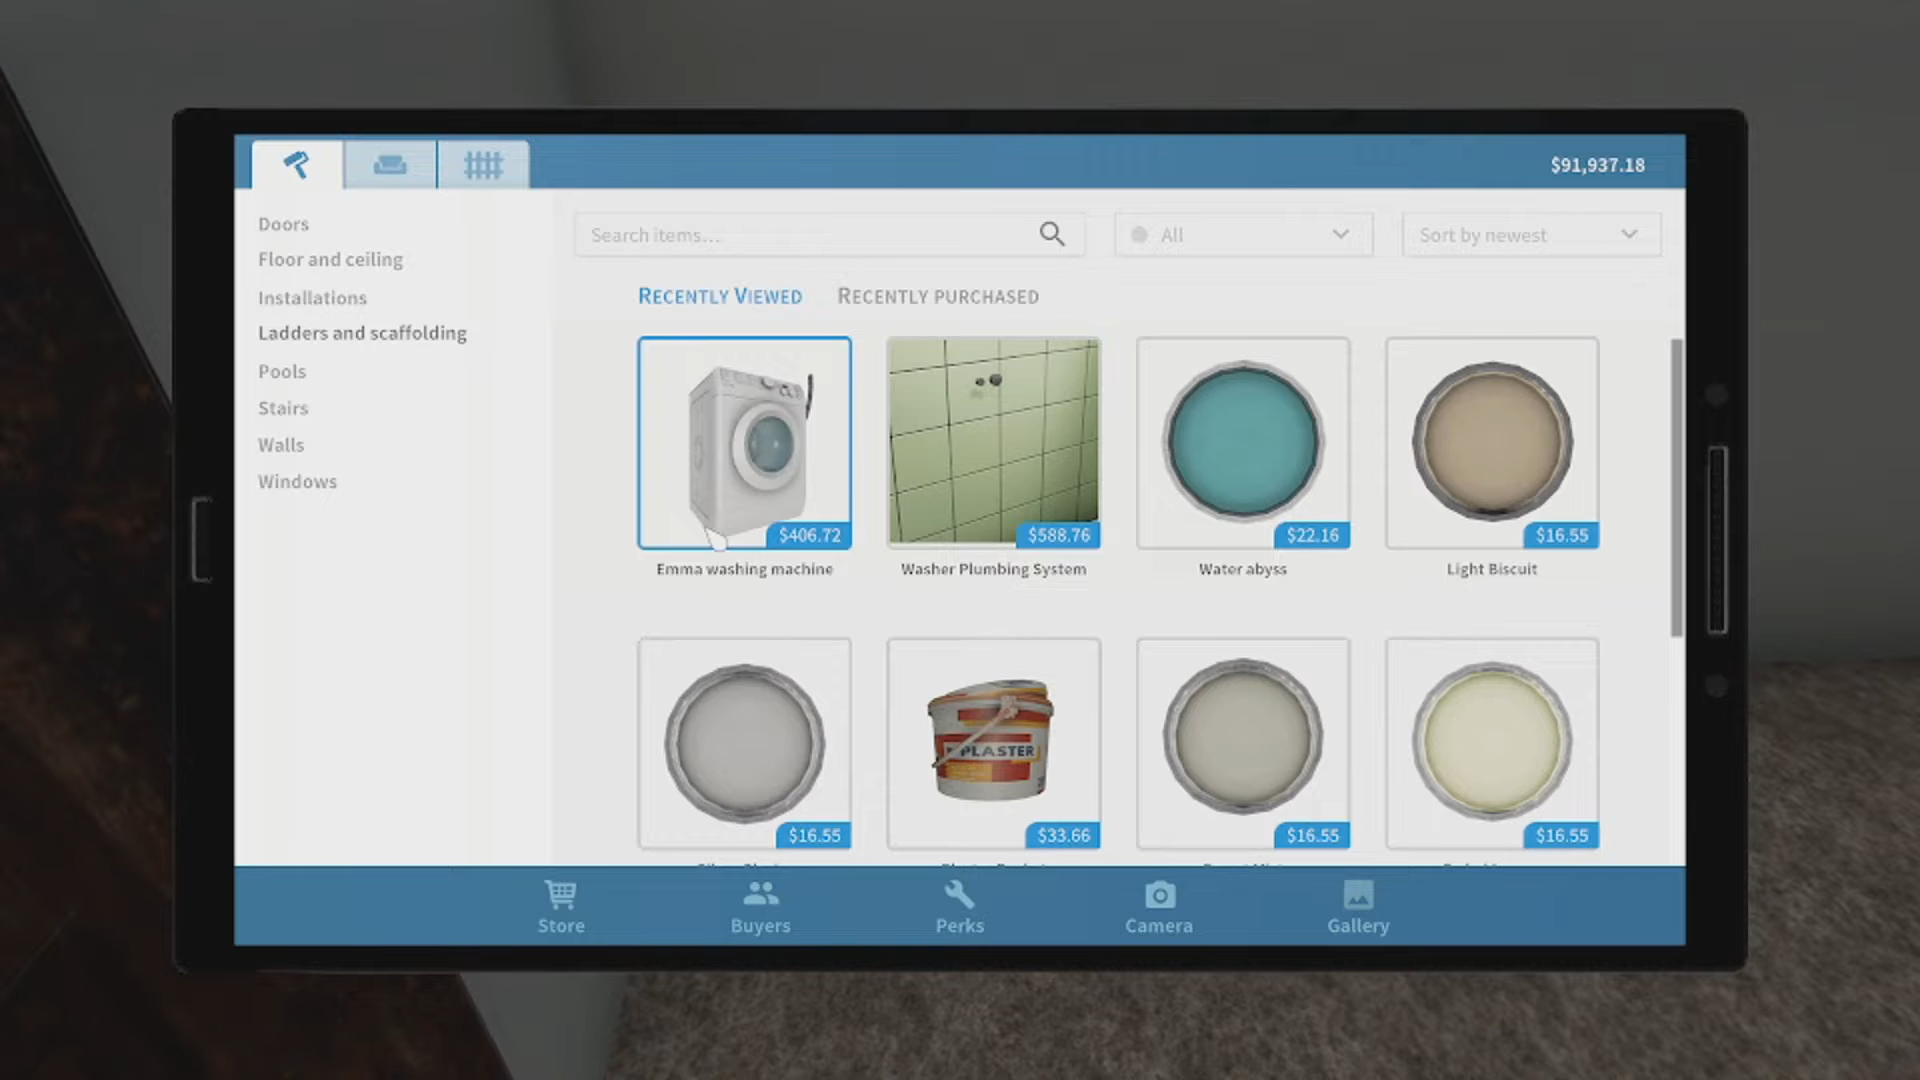 $91,937.18
Doors
Floor and ceiling
Installations
Ladders and scaffolding
Pools
Stairs
Walls
Windows
Search items...
All
Sort by newest
RECENTLY VIEWED
RECENTLY PURCHASED
$406.72
$588.76
$22.16
$16.55
Emma washing machine
Washer Plumbing System
Water abyss
Light Biscuit
PLASTER
$16.55
$33.66
$16.55
$16.55
Store
Buyers
Perks
Camera
Gallery